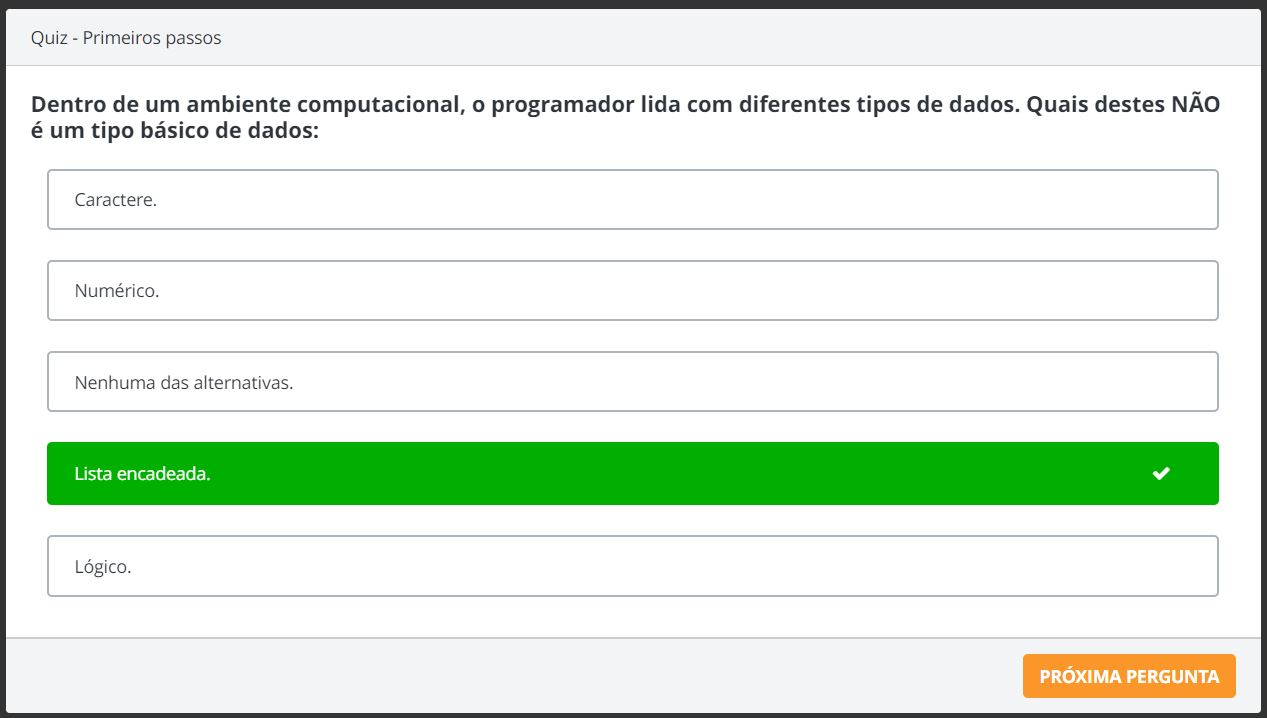 Quiz - Primeiros passos
Dentro de um ambiente computacional, o programador lida com diferentes tipos de dados. Quais destes NÃO
é um tipo básico de dados:
Caractere.
Numérico.
Nenhuma das alternativas.
Lista encadeada.
Lógico.
PRÓXIMA PERGUNTA